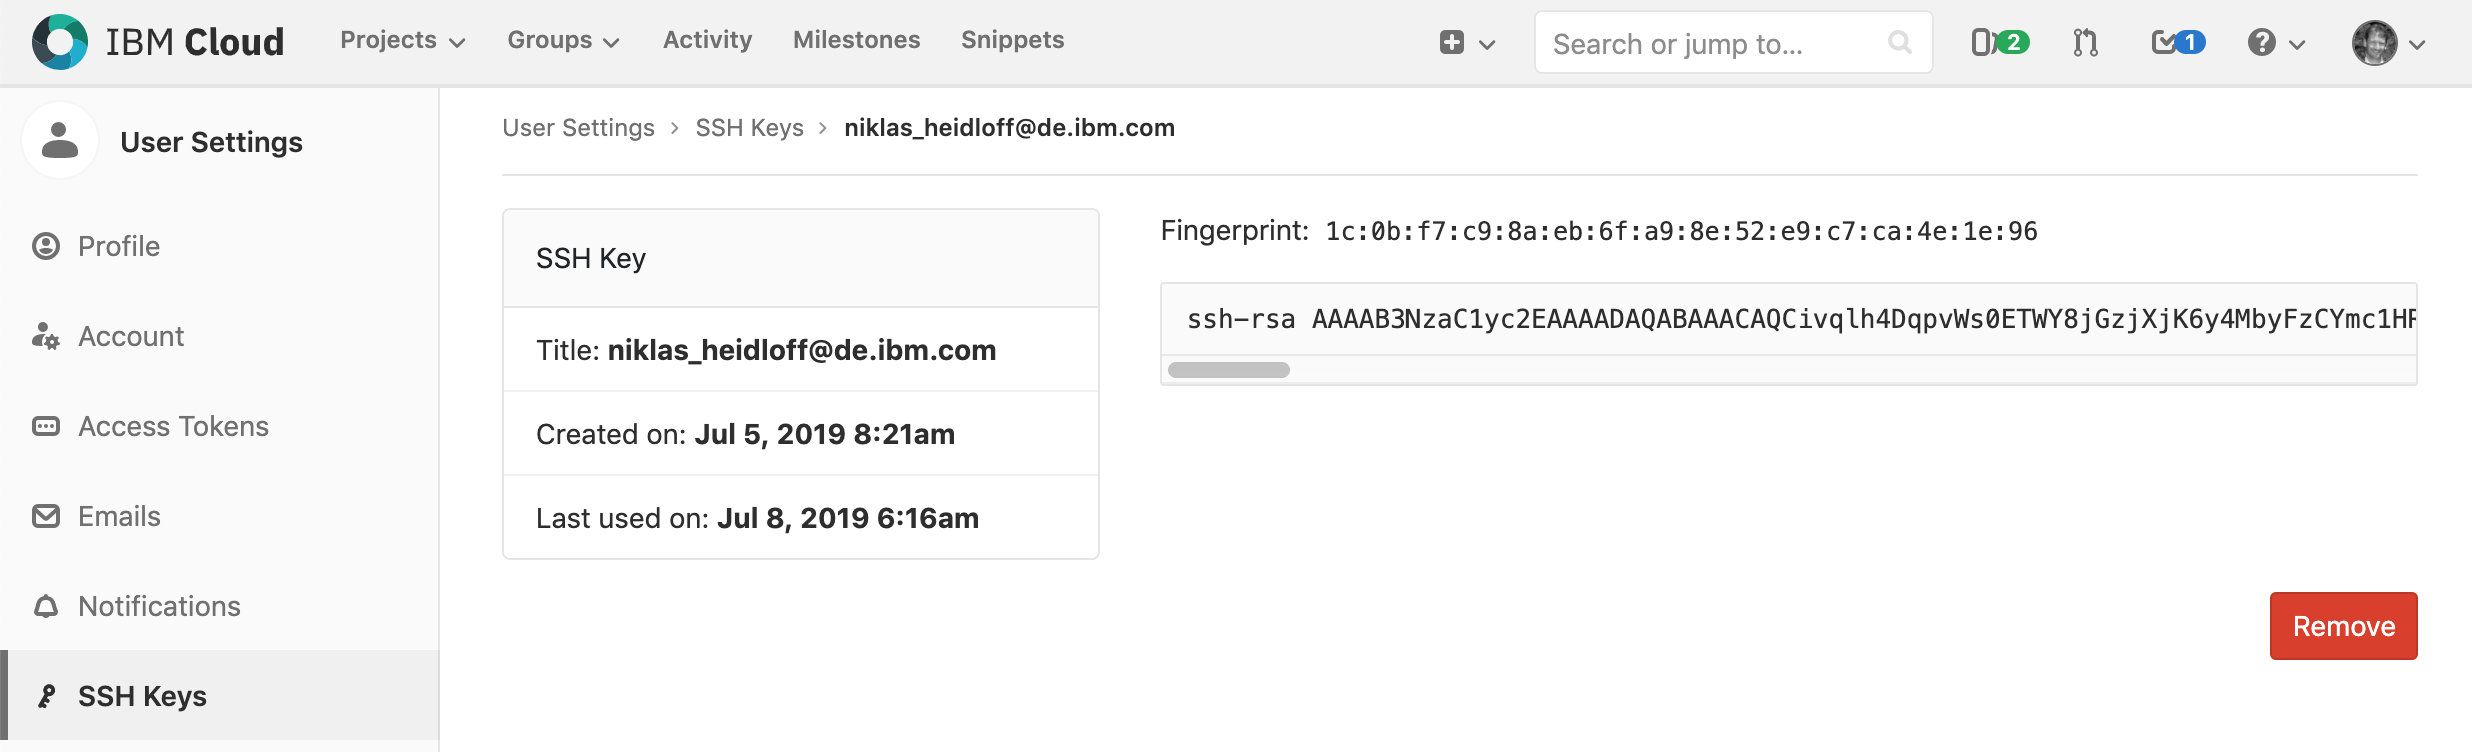 IBM Cloud Projects Groups Activity Milestones Snippets Search or jump to... 2 1
User Settings
Profile
Account
Access Tokens
Emails
Notifications
SSH Keys
User Settings > SSH Keys > niklas_heidloff@de.ibm.com
SSH Key
Title: niklas_heidloff@de.ibm.com
Created on: Jul 5, 2019 8:21am
Last used on: Jul 8, 2019 6:16am
Fingerprint: 1c:0b:f7:c9:8a:eb:6f:a9:8e:52:e9:c7:ca:4e:1e:96
ssh-rsa AAAAB3NzaC1yc2EAAAADAQABAAACAQCivqlh4DqpvWs0ETWY8jGzjXjK6y4MbyFzCYmc1H
Remove